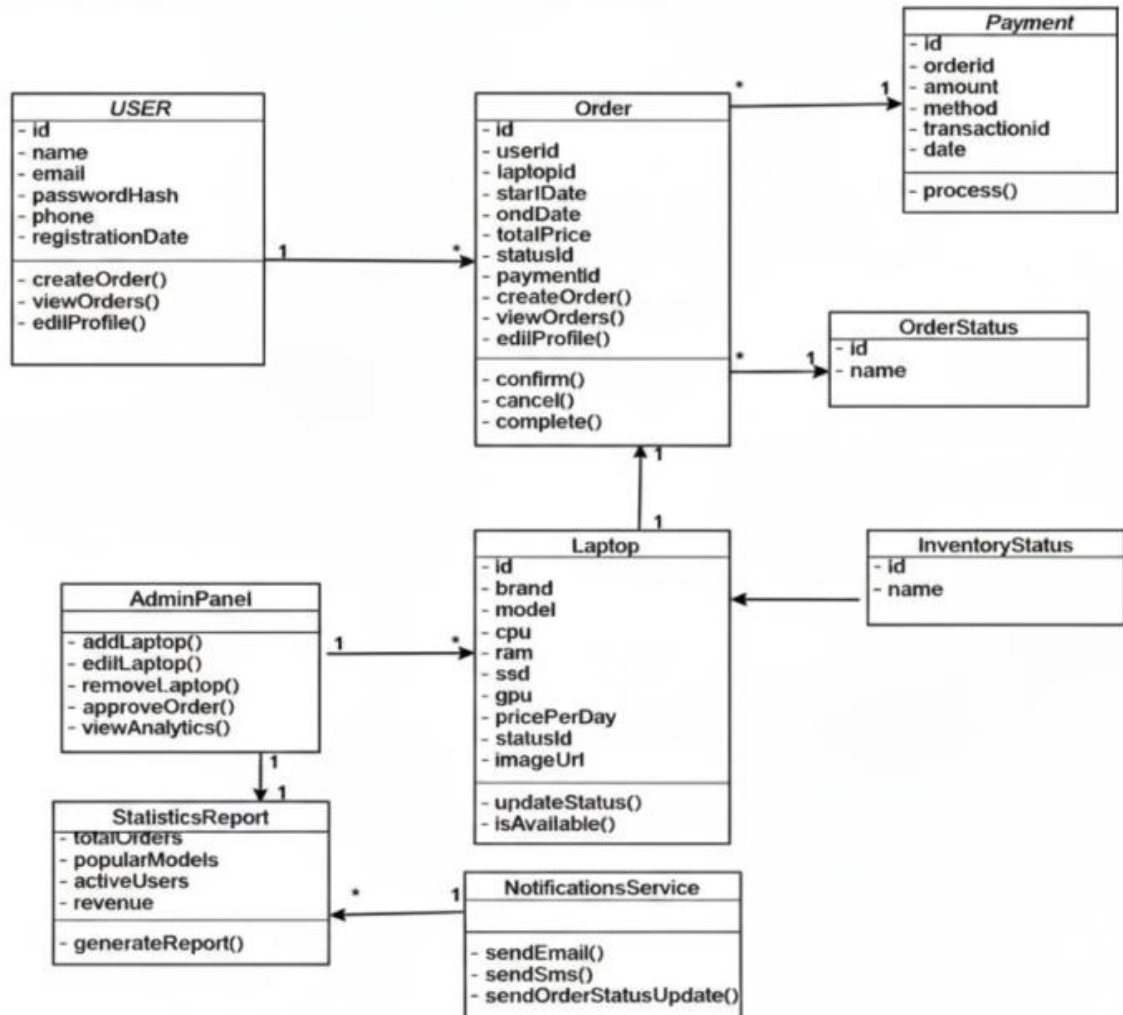 USER
- id
- name
- email
- passwordHash
- phone
- registrationDate
- createOrder()
- viewOrders()
- edilProfile()
1
*
Order
- id
- userid
- laptopid
- starlDate
- ondDate
- totalPrice
- statusId
- paymentId
- createOrder()
- viewOrders()
- edilProfile()
- confirm()
- cancel()
- complete()
*
1
Payment
- id
- orderid
- amount
- method
- transactionid
- date
- process()
*
1
OrderStatus
- id
- name
1
1
Laptop
- id
- brand
- model
- cpu
- ram
- ssd
- gpu
- pricePerDay
- statusId
- imageUrl
- updateStatus()
- isAvailable()
InventoryStatus
- id
- name
AdminPanel
- addLaptop()
- edilLaptop()
- removeLaptop()
- approveOrder()
- viewAnalytics()
1
*
1
1
StatisticsReport
- totalOrders
- popularModels
- activeUsers
- revenue
- generateReport()
*
1
NotificationsService
- sendEmail()
- sendSms()
- sendOrderStatusUpdate()